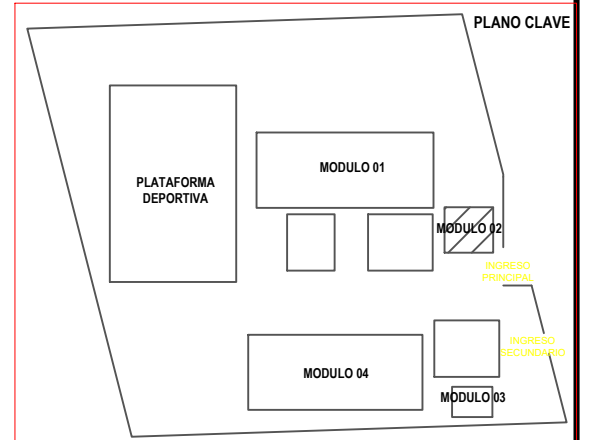 PLANO CLAVE
MODULO 01
PLATAFORMA
DEPORTIVA
MODULO 02
INGRESO
PRINCIPAL
INGRESO
SECUNDARIO
MODULO 04
MODULO 03